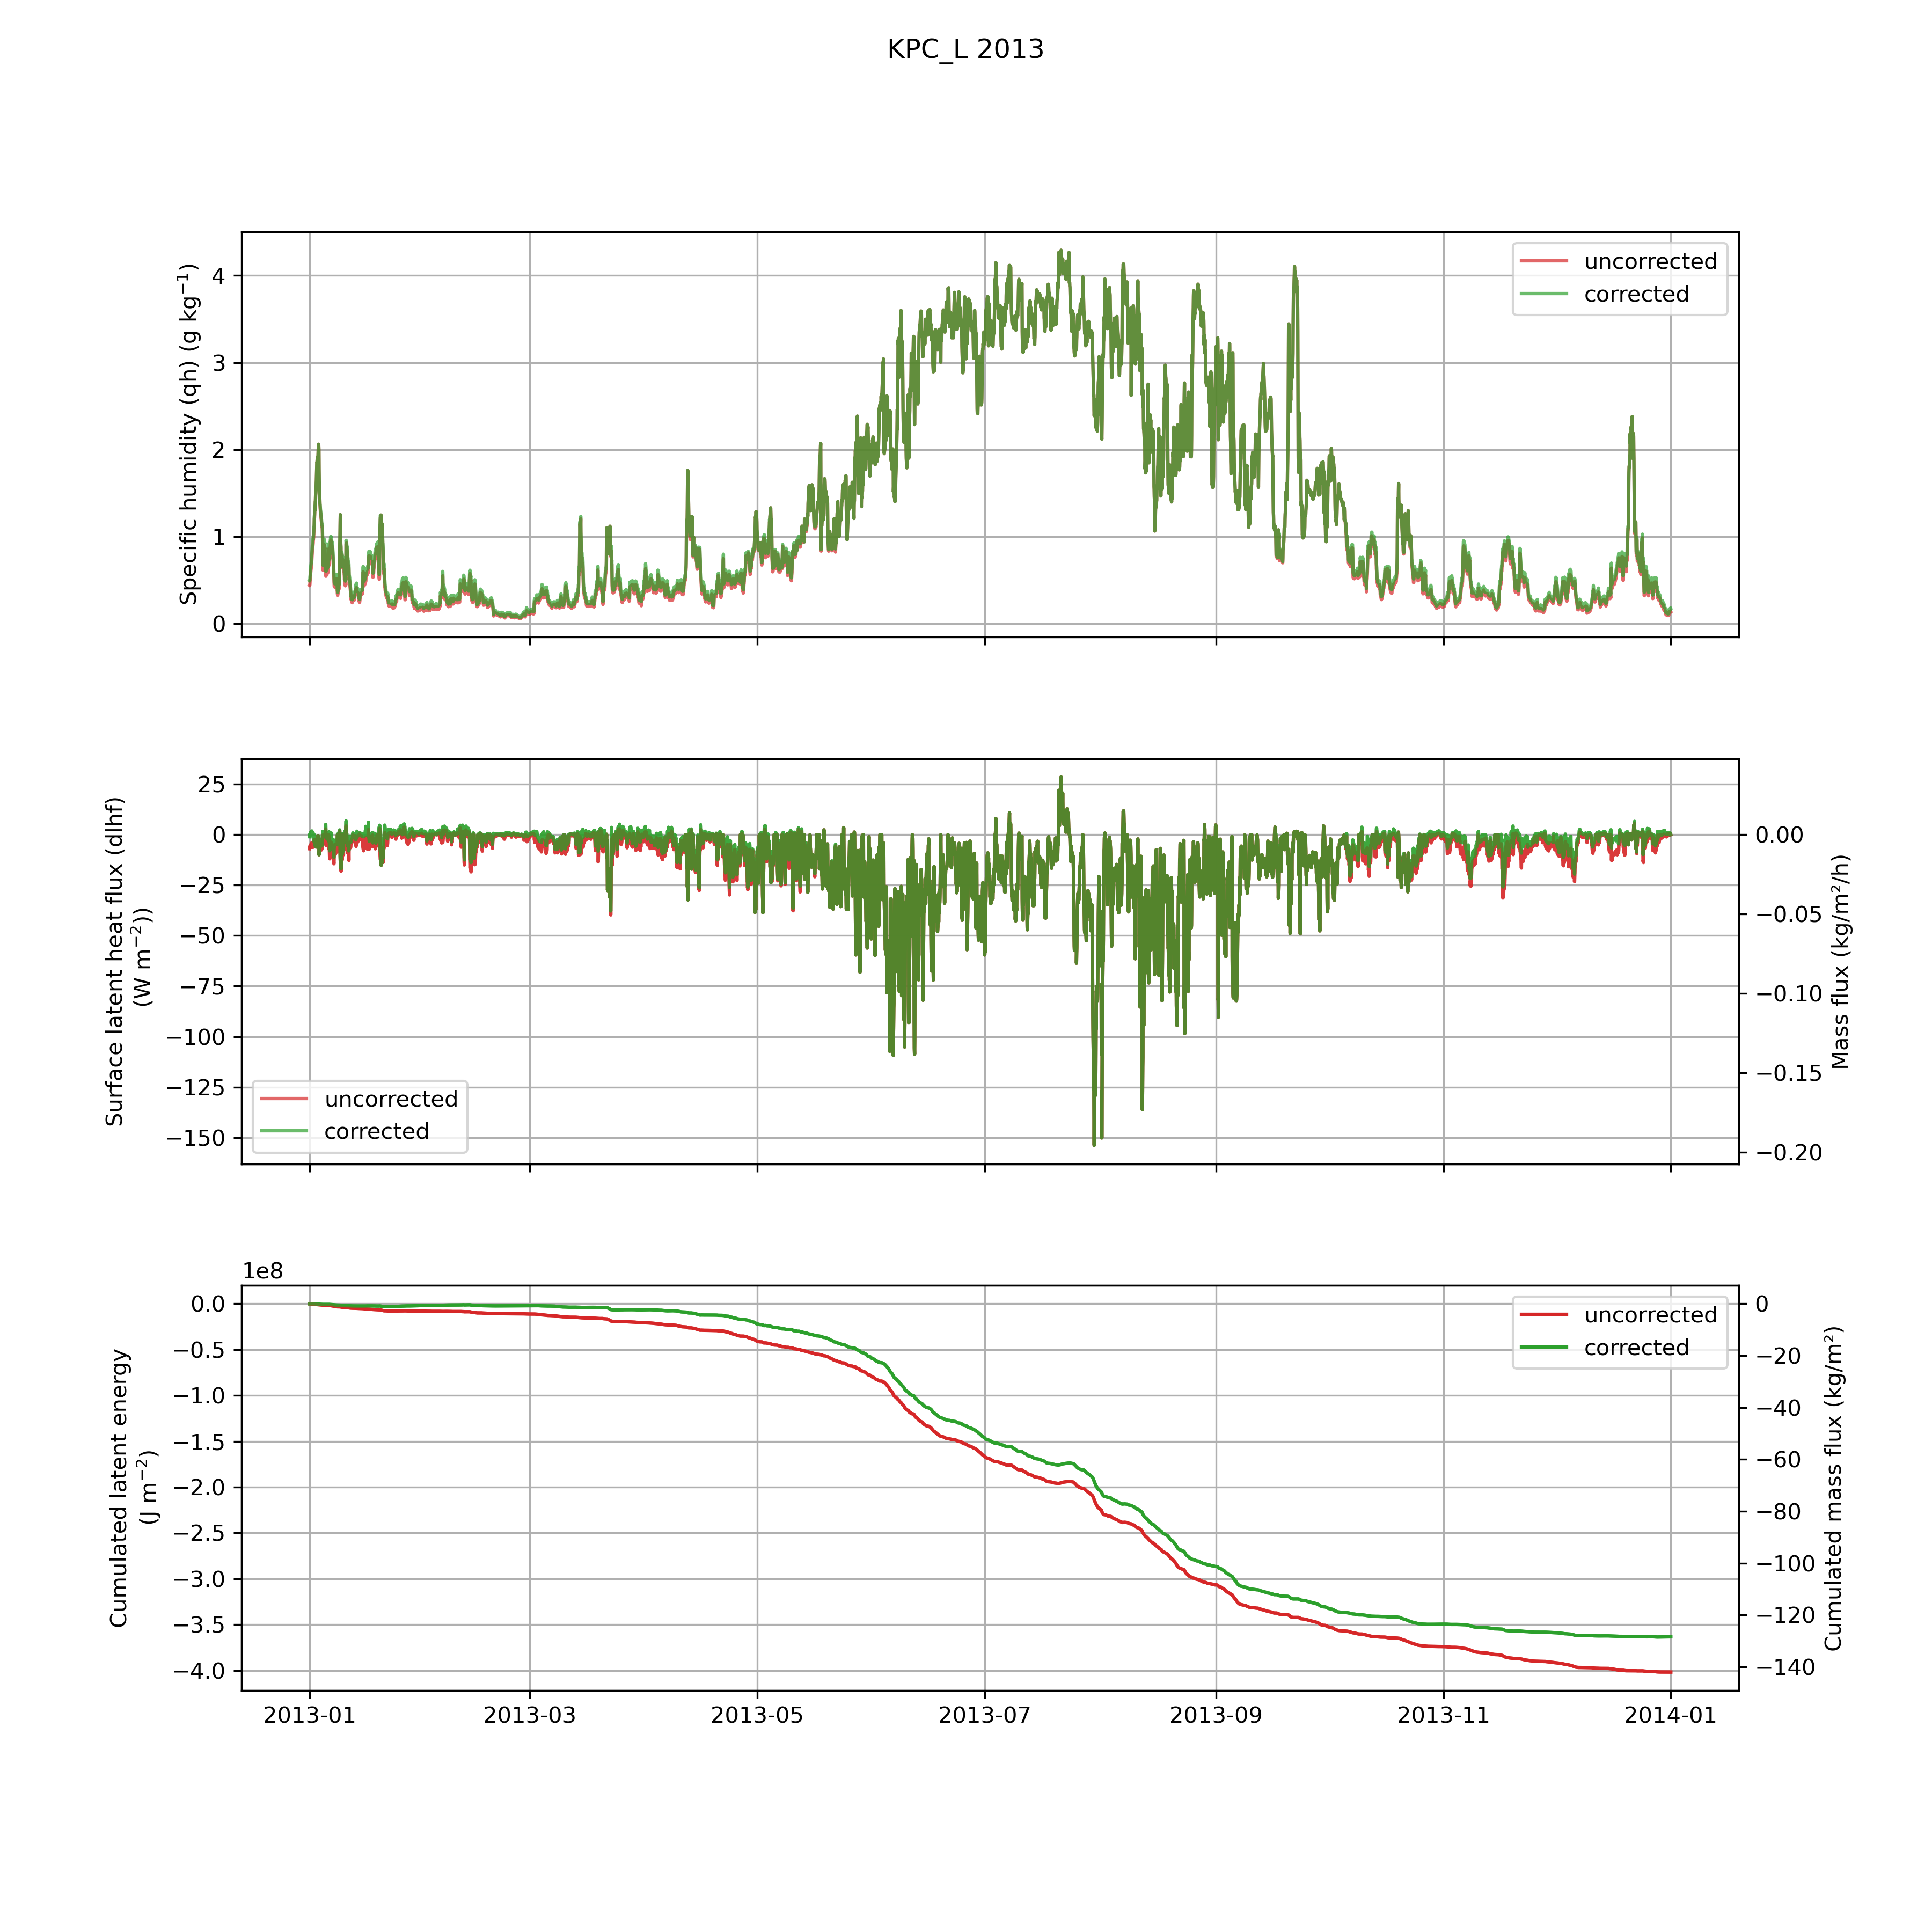 KPC_L 2013
Specific humidity (qh) (g kg⁻¹)
4
3
2
1
0
uncorrected
corrected
Surface latent heat flux (dlhf)
(W m⁻²))
25
0
−25
−50
−75
−100
−125
−150
uncorrected
corrected
0.00
−0.05
−0.10
−0.15
−0.20
Mass flux (kg/m²/h)
1e8
Cumulated latent energy
(J m⁻²)
0.0
−0.5
−1.0
−1.5
−2.0
−2.5
−3.0
−3.5
−4.0
uncorrected
corrected
0
−20
−40
−60
−80
−100
−120
−140
Cumulated mass flux (kg/m²)
2013-01 2013-03 2013-05 2013-07 2013-09 2013-11 2014-01